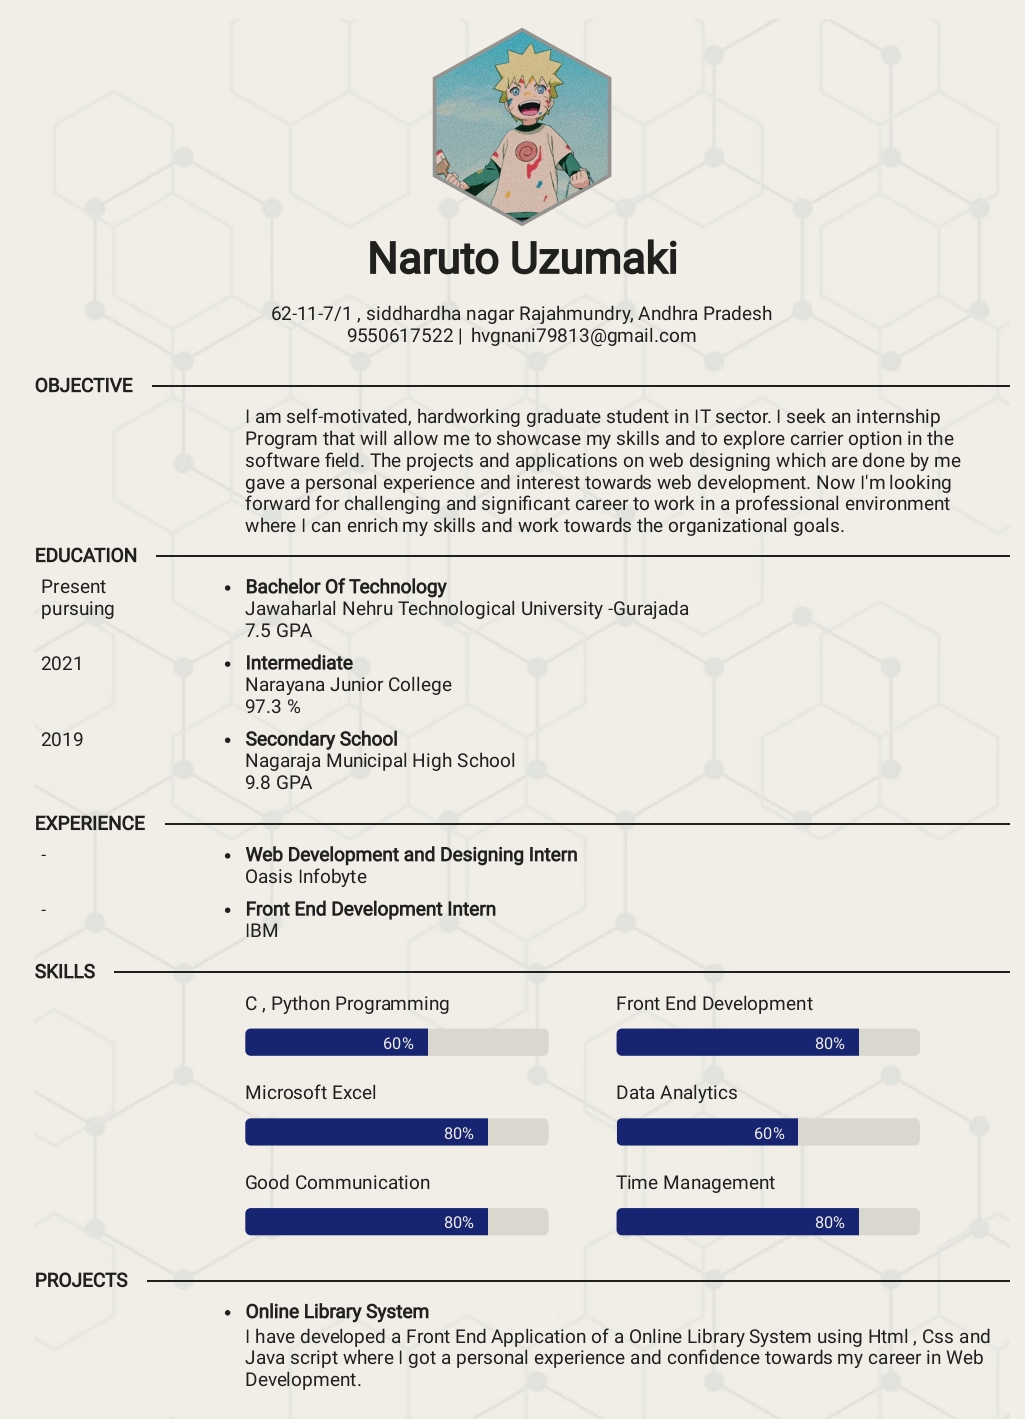 Naruto Uzumaki
62-11-7/1 , siddhardha nagar Rajahmundry, Andhra Pradesh
9550617522 | hvgnani79813@gmail.com
OBJECTIVE
I am self-motivated, hardworking graduate student in IT sector. I seek an internship
Program that will allow me to showcase my skills and to explore carrier option in the
software field. The projects and applications on web designing which are done by me
gave a personal experience and interest towards web development. Now I'm looking
forward for challenging and significant career to work in a professional environment
where I can enrich my skills and work towards the organizational goals.
EDUCATION
Present
pursuing
• Bachelor Of Technology
Jawaharlal Nehru Technological University -Gurajada
7.5 GPA
2021
• Intermediate
Narayana Junior College
97.3 %
2019
• Secondary School
Nagaraja Municipal High School
9.8 GPA
EXPERIENCE
-
• Web Development and Designing Intern
Oasis Infobyte
-
• Front End Development Intern
IBM
SKILLS
C , Python Programming
60%
Front End Development
80%
Microsoft Excel
80%
Data Analytics
60%
Good Communication
80%
Time Management
80%
PROJECTS
• Online Library System
I have developed a Front End Application of a Online Library System using Html , Css and
Java script where I got a personal experience and confidence towards my career in Web
Development.